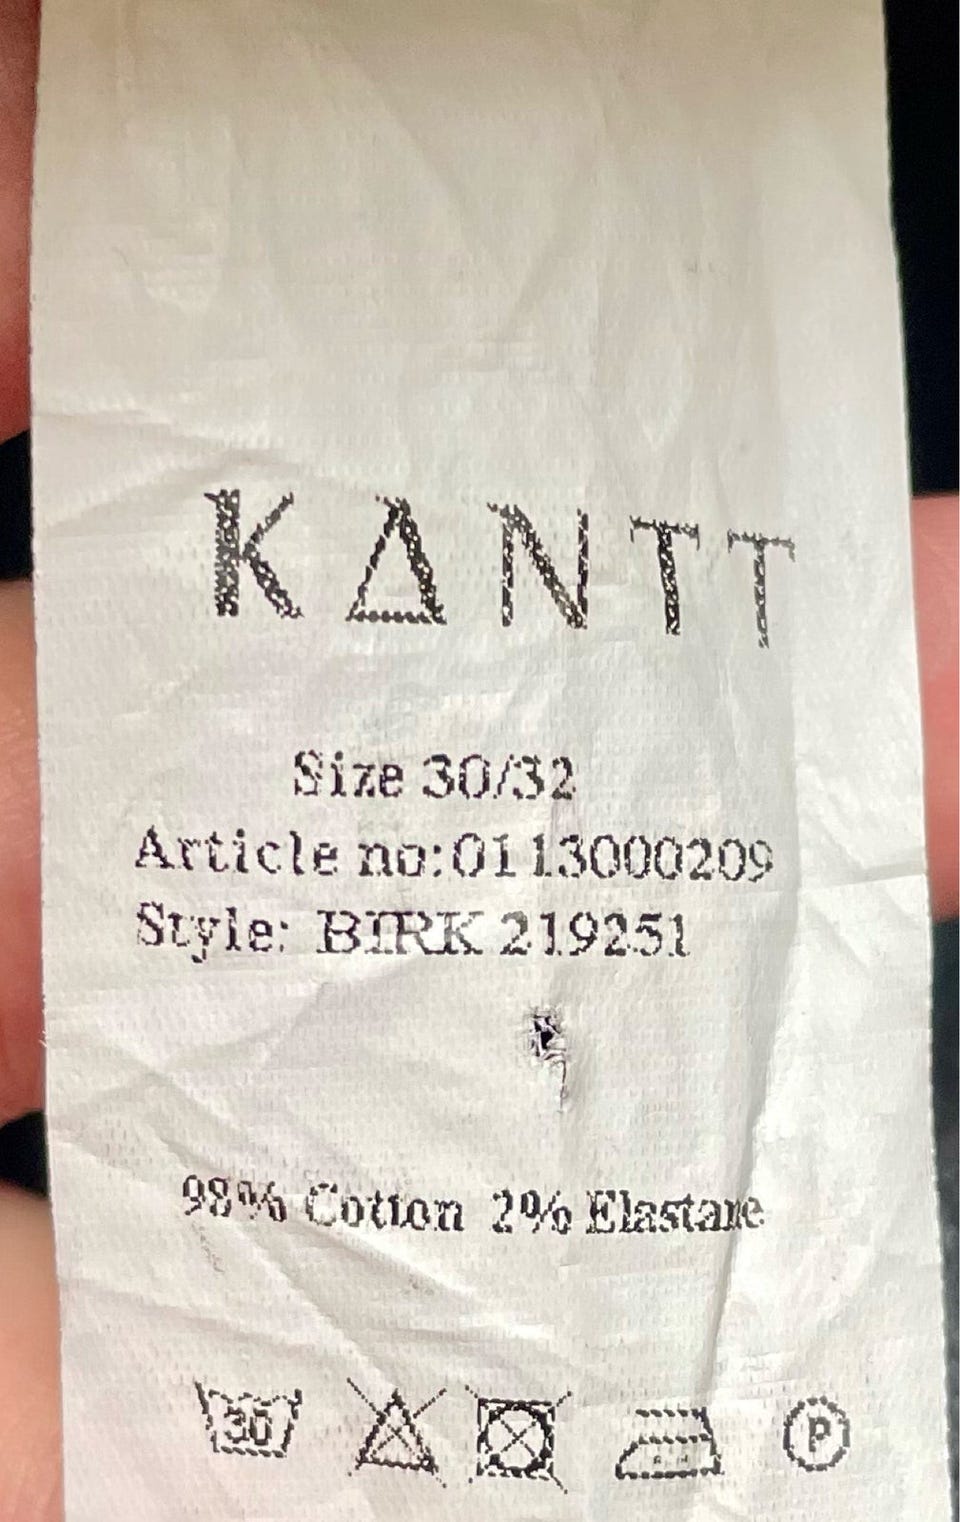 KΔNTT
Size 30/32
Article no:0113000209
Style: BIRK 219251
98% Cotton 2% Elastane
30
P